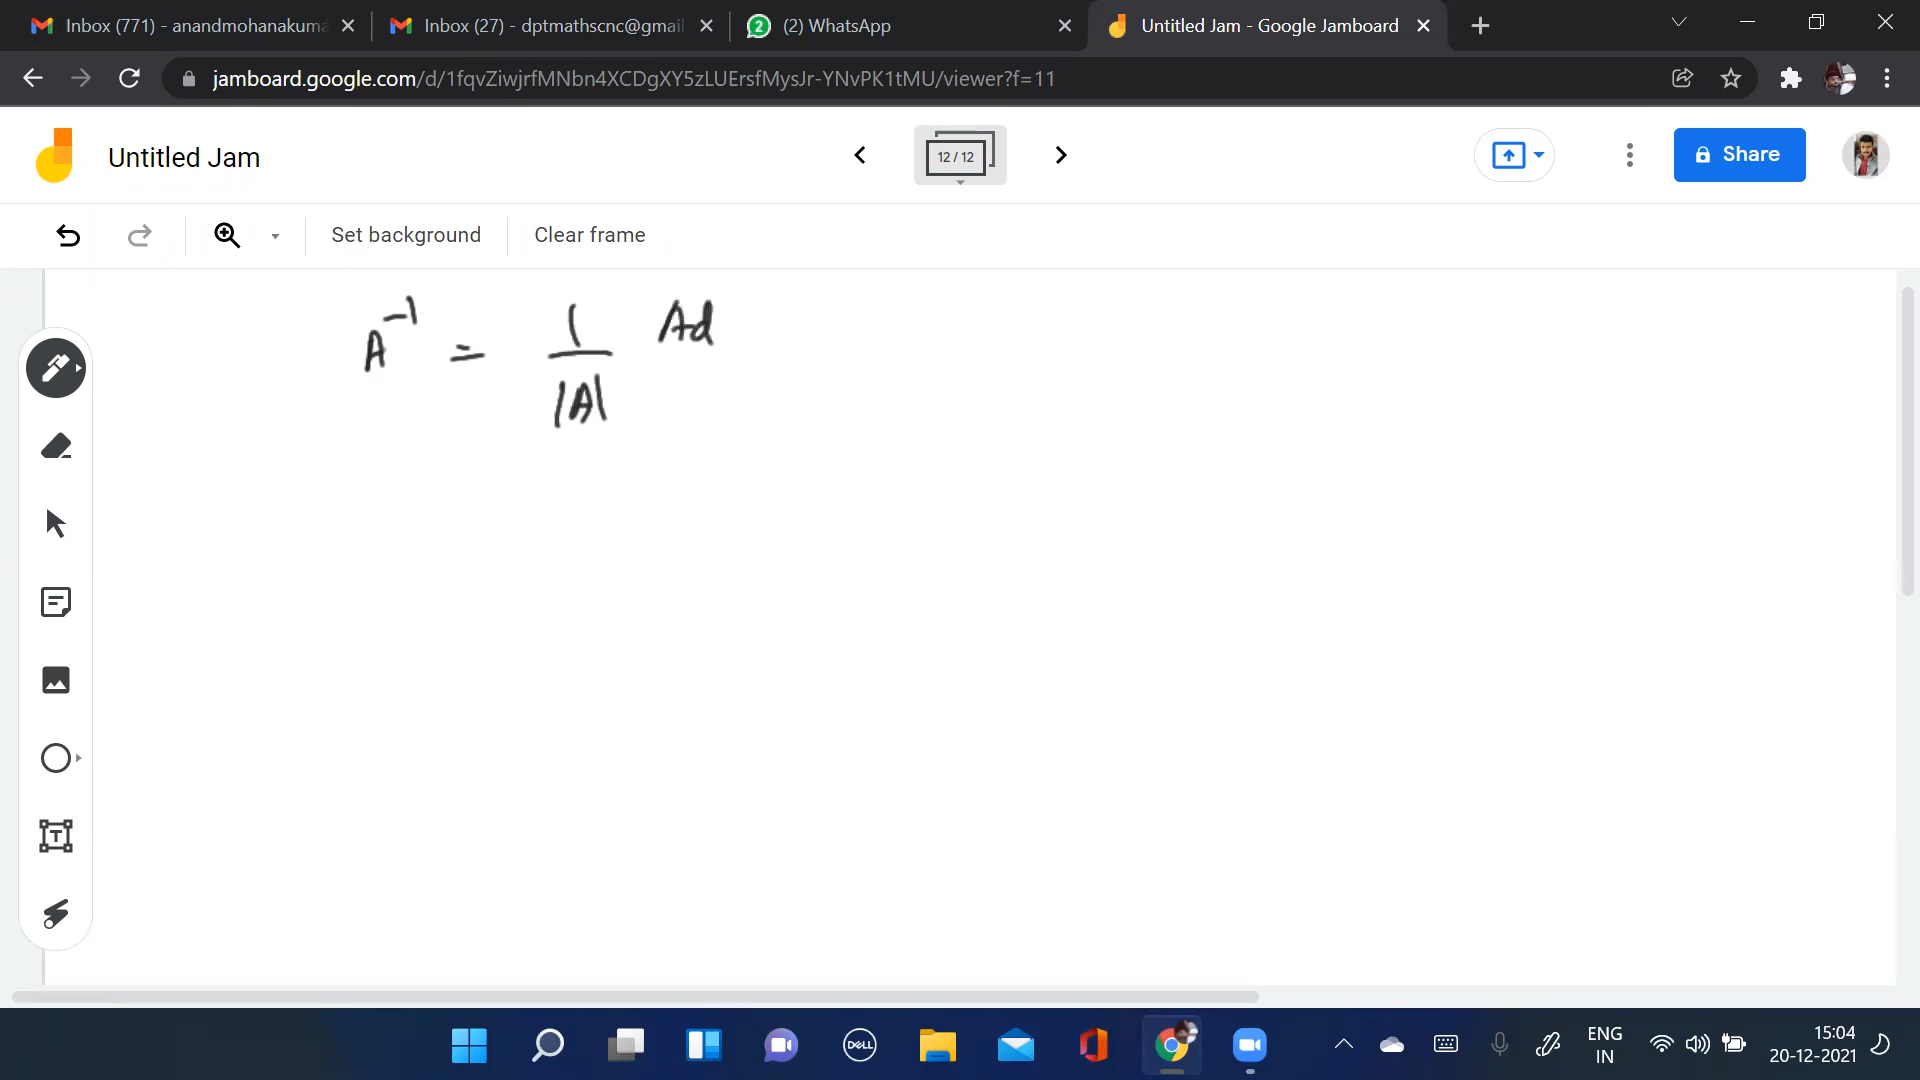 Inbox (771) - anandmohanakuma
Inbox (27) - dptmathscnc@gmail
(2) WhatsApp
Untitled Jam - Google Jamboard
jamboard.google.com/d/1fqvZiwjrfMNbn4XCDgXY5zLUErsfMysJr-YNvPK1tMU/viewer?f=11
Untitled Jam
12 / 12
Share
Set background
Clear frame
A⁻¹ = 1/|A| Ad
DELL
ENG
IN
15:04
20-12-2021